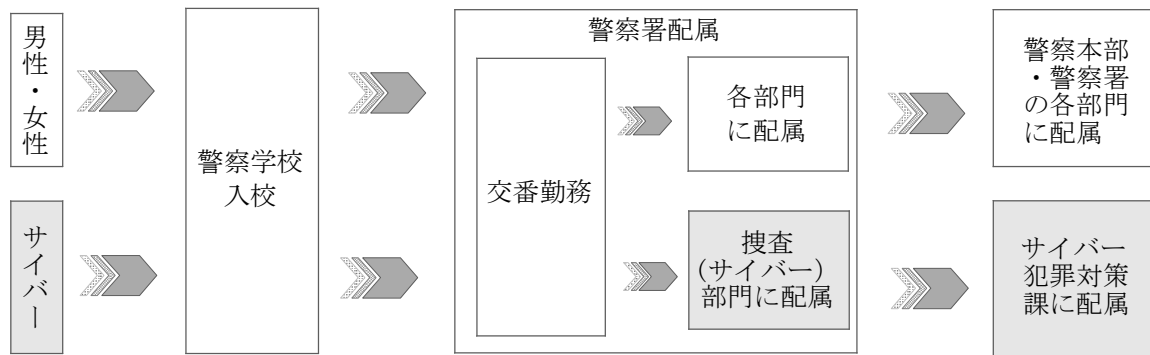 男性・女性
サイバー
警察学校
入校
警察署配属
交番勤務
各部門
に配属
捜査
(サイバー)
部門に配属
警察本部
・警察署
の各部門
に配属
サイバー
犯罪対策
課に配属